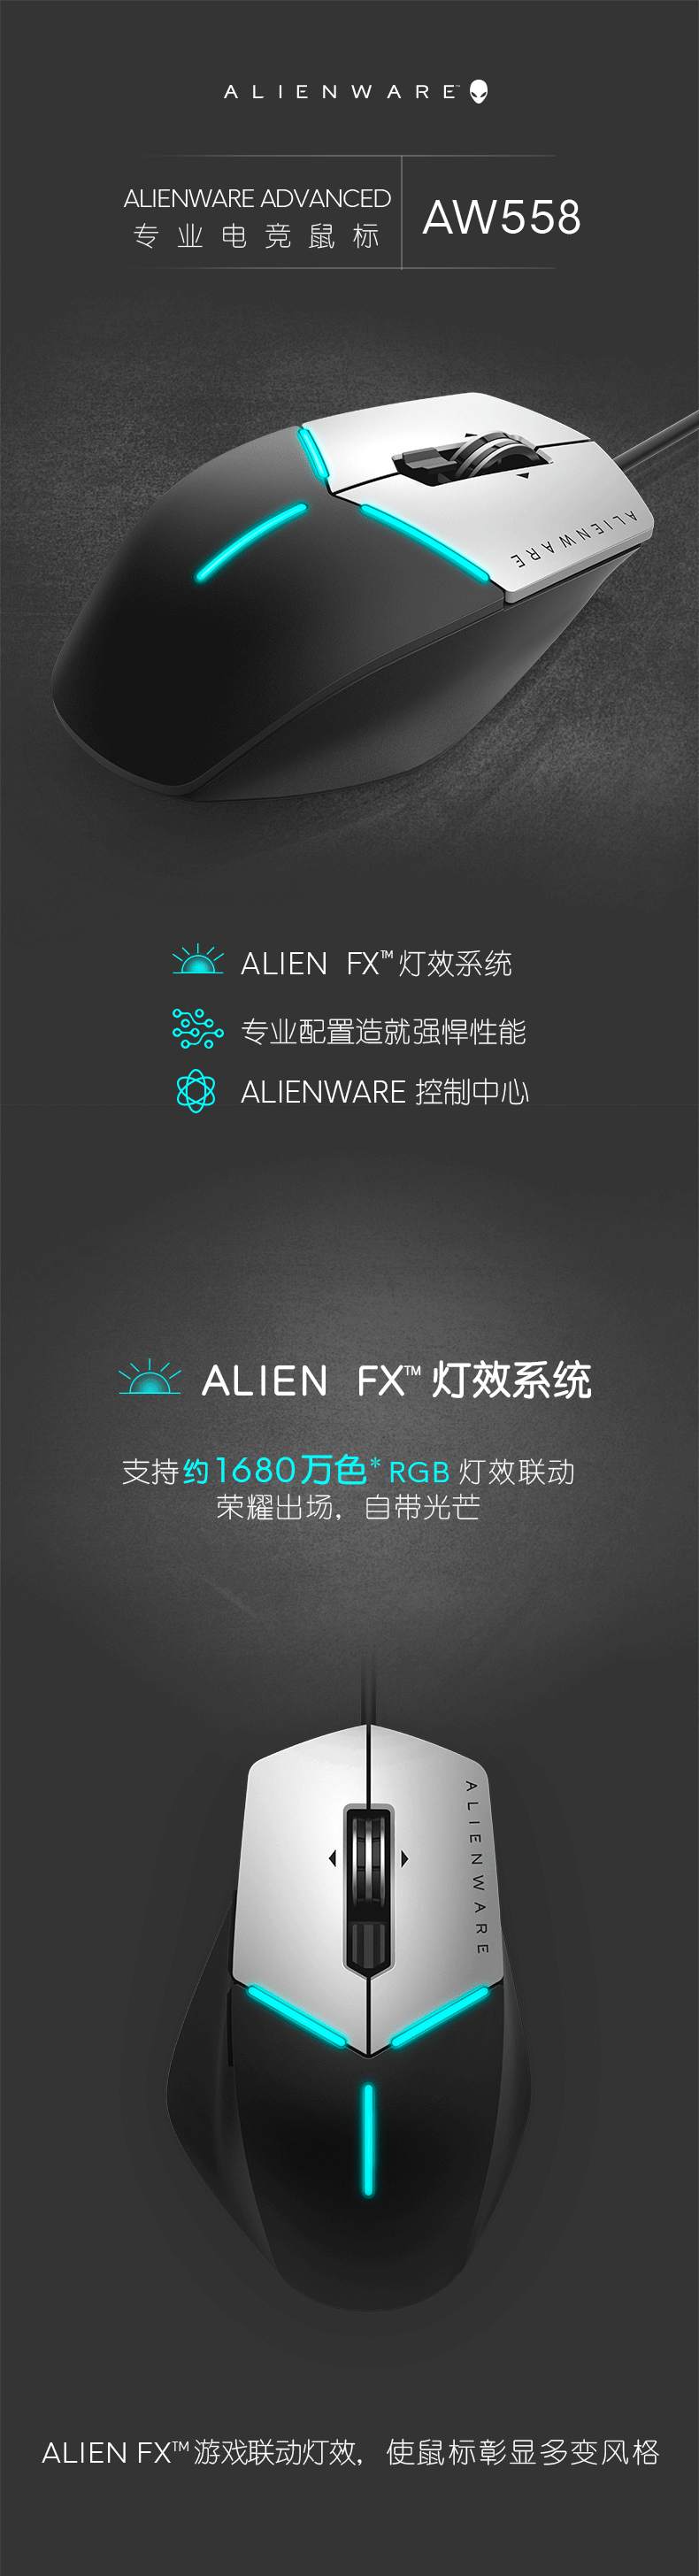 ALIENWARE™
ALIENWARE ADVANCED
专业电竞鼠标
AW558
ALIENWARE
ALIEN FX™ 灯效系统
专业配置造就强悍性能
ALIENWARE 控制中心
ALIEN FX™ 灯效系统
支持约1680万色* RGB 灯效联动
荣耀出场，自带光芒
ALIENWARE
ALIEN FX™ 游戏联动灯效，使鼠标彰显多变风格